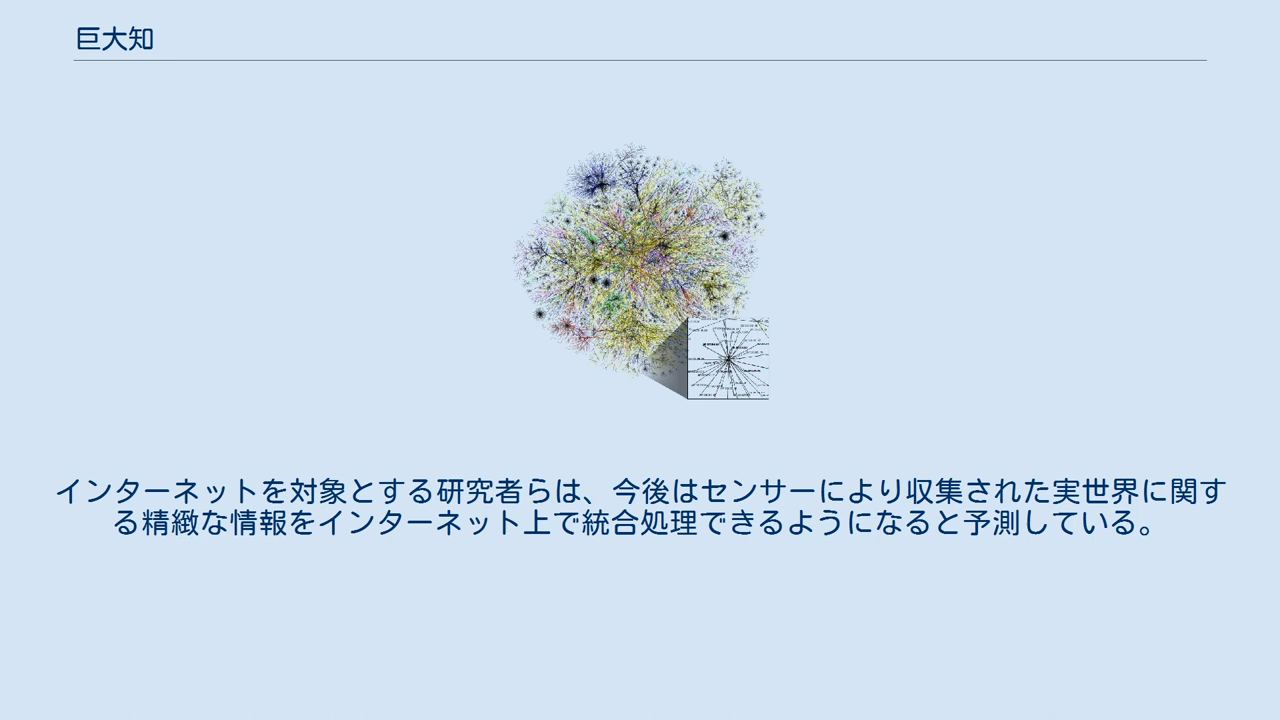 巨大知
インターネットを対象とする研究者らは、今後はセンサーにより収集された実世界に関す
る精緻な情報をインターネット上で統合処理できるようになると予測している。